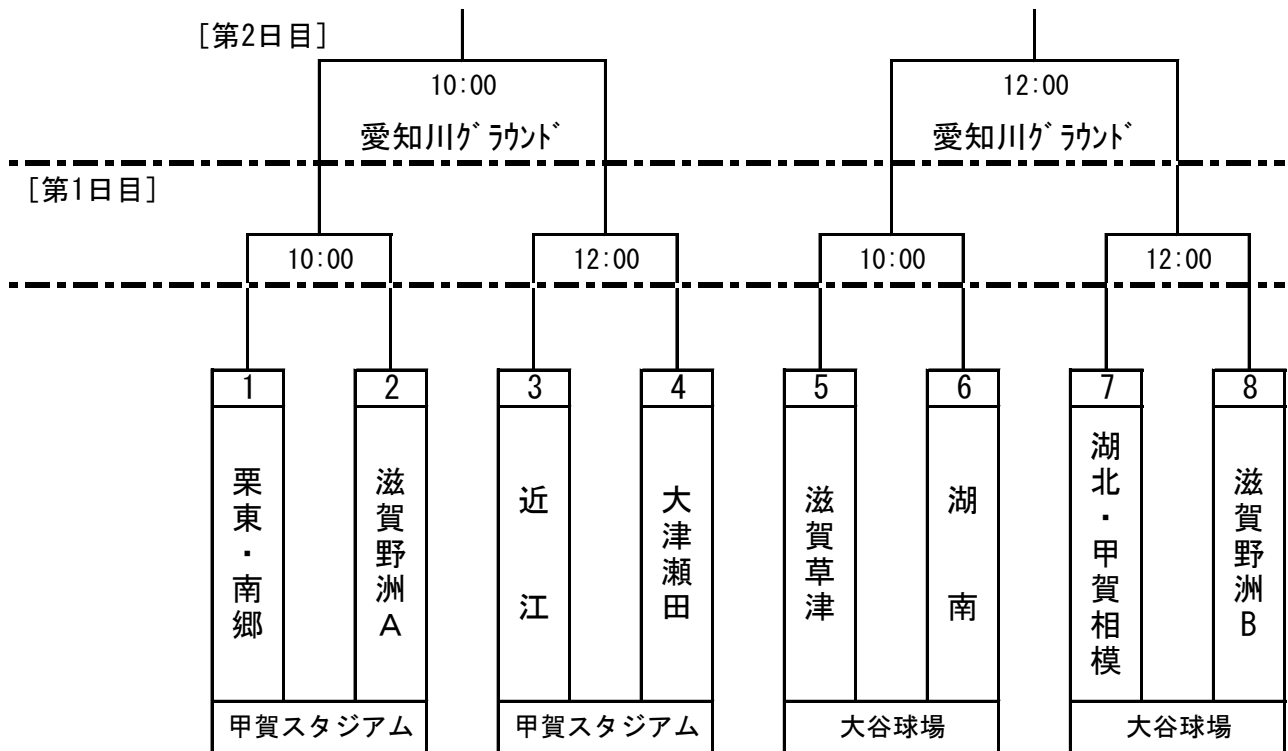 [第2日目]
10:00
12:00
愛知川ｸﾞﾗｳﾝﾄﾞ
愛知川ｸﾞﾗｳﾝﾄﾞ
[第1日目]
10:00
12:00
10:00
12:00
1
2
3
4
5
6
7
8
栗東・南郷
滋賀野洲A
近江
大津瀬田
滋賀草津
湖南
湖北・甲賀相模
滋賀野洲B
甲賀スタジアム
甲賀スタジアム
大谷球場
大谷球場